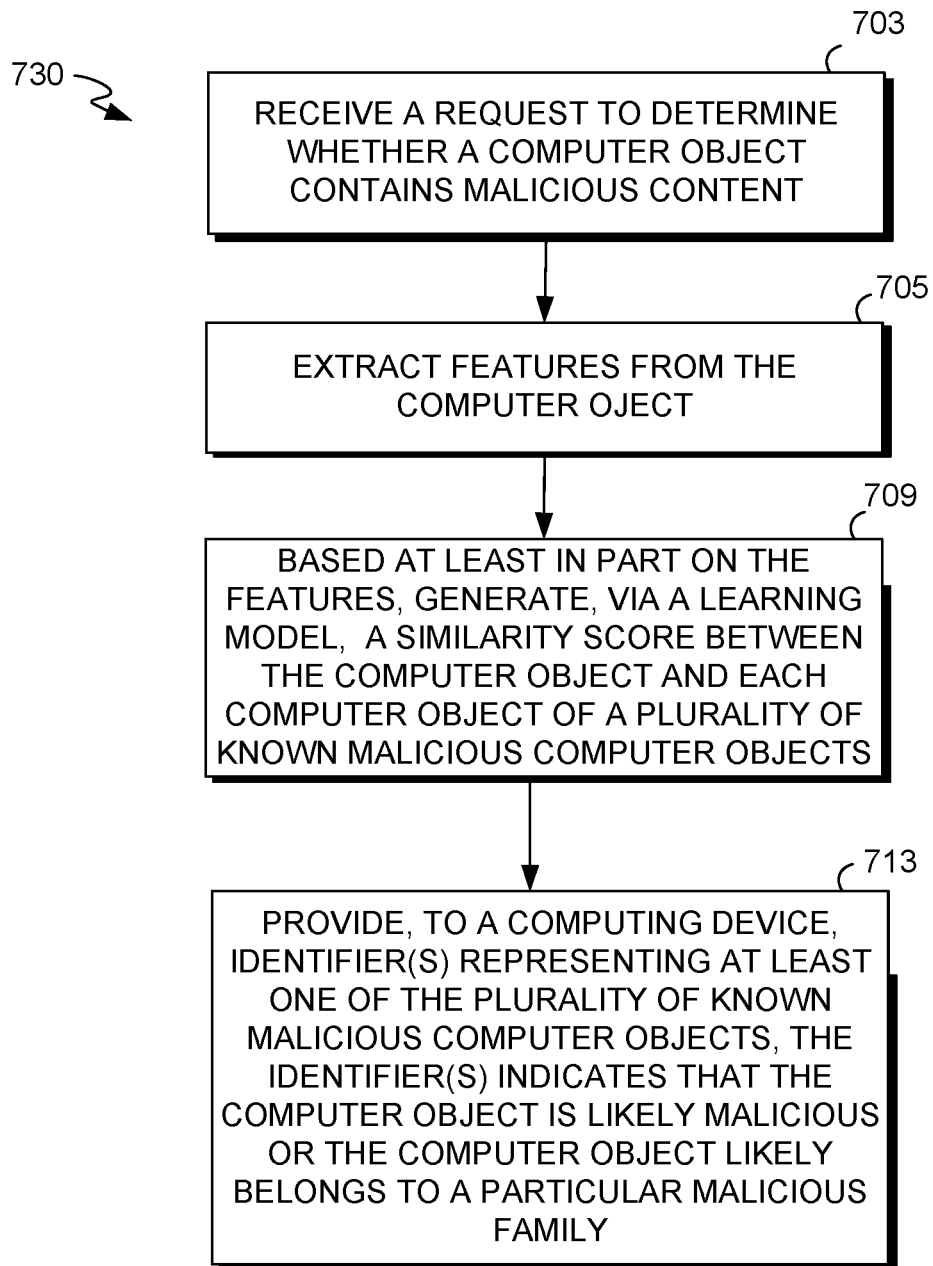 703
730
RECEIVE A REQUEST TO DETERMINE
WHETHER A COMPUTER OBJECT
CONTAINS MALICIOUS CONTENT
705
EXTRACT FEATURES FROM THE
COMPUTER OJECT
709
BASED AT LEAST IN PART ON THE
FEATURES, GENERATE, VIA A LEARNING
MODEL, A SIMILARITY SCORE BETWEEN
THE COMPUTER OBJECT AND EACH
COMPUTER OBJECT OF A PLURALITY OF
KNOWN MALICIOUS COMPUTER OBJECTS
713
PROVIDE, TO A COMPUTING DEVICE,
IDENTIFIER(S) REPRESENTING AT LEAST
ONE OF THE PLURALITY OF KNOWN
MALICIOUS COMPUTER OBJECTS, THE
IDENTIFIER(S) INDICATES THAT THE
COMPUTER OBJECT IS LIKELY MALICIOUS
OR THE COMPUTER OBJECT LIKELY
BELONGS TO A PARTICULAR MALICIOUS
FAMILY